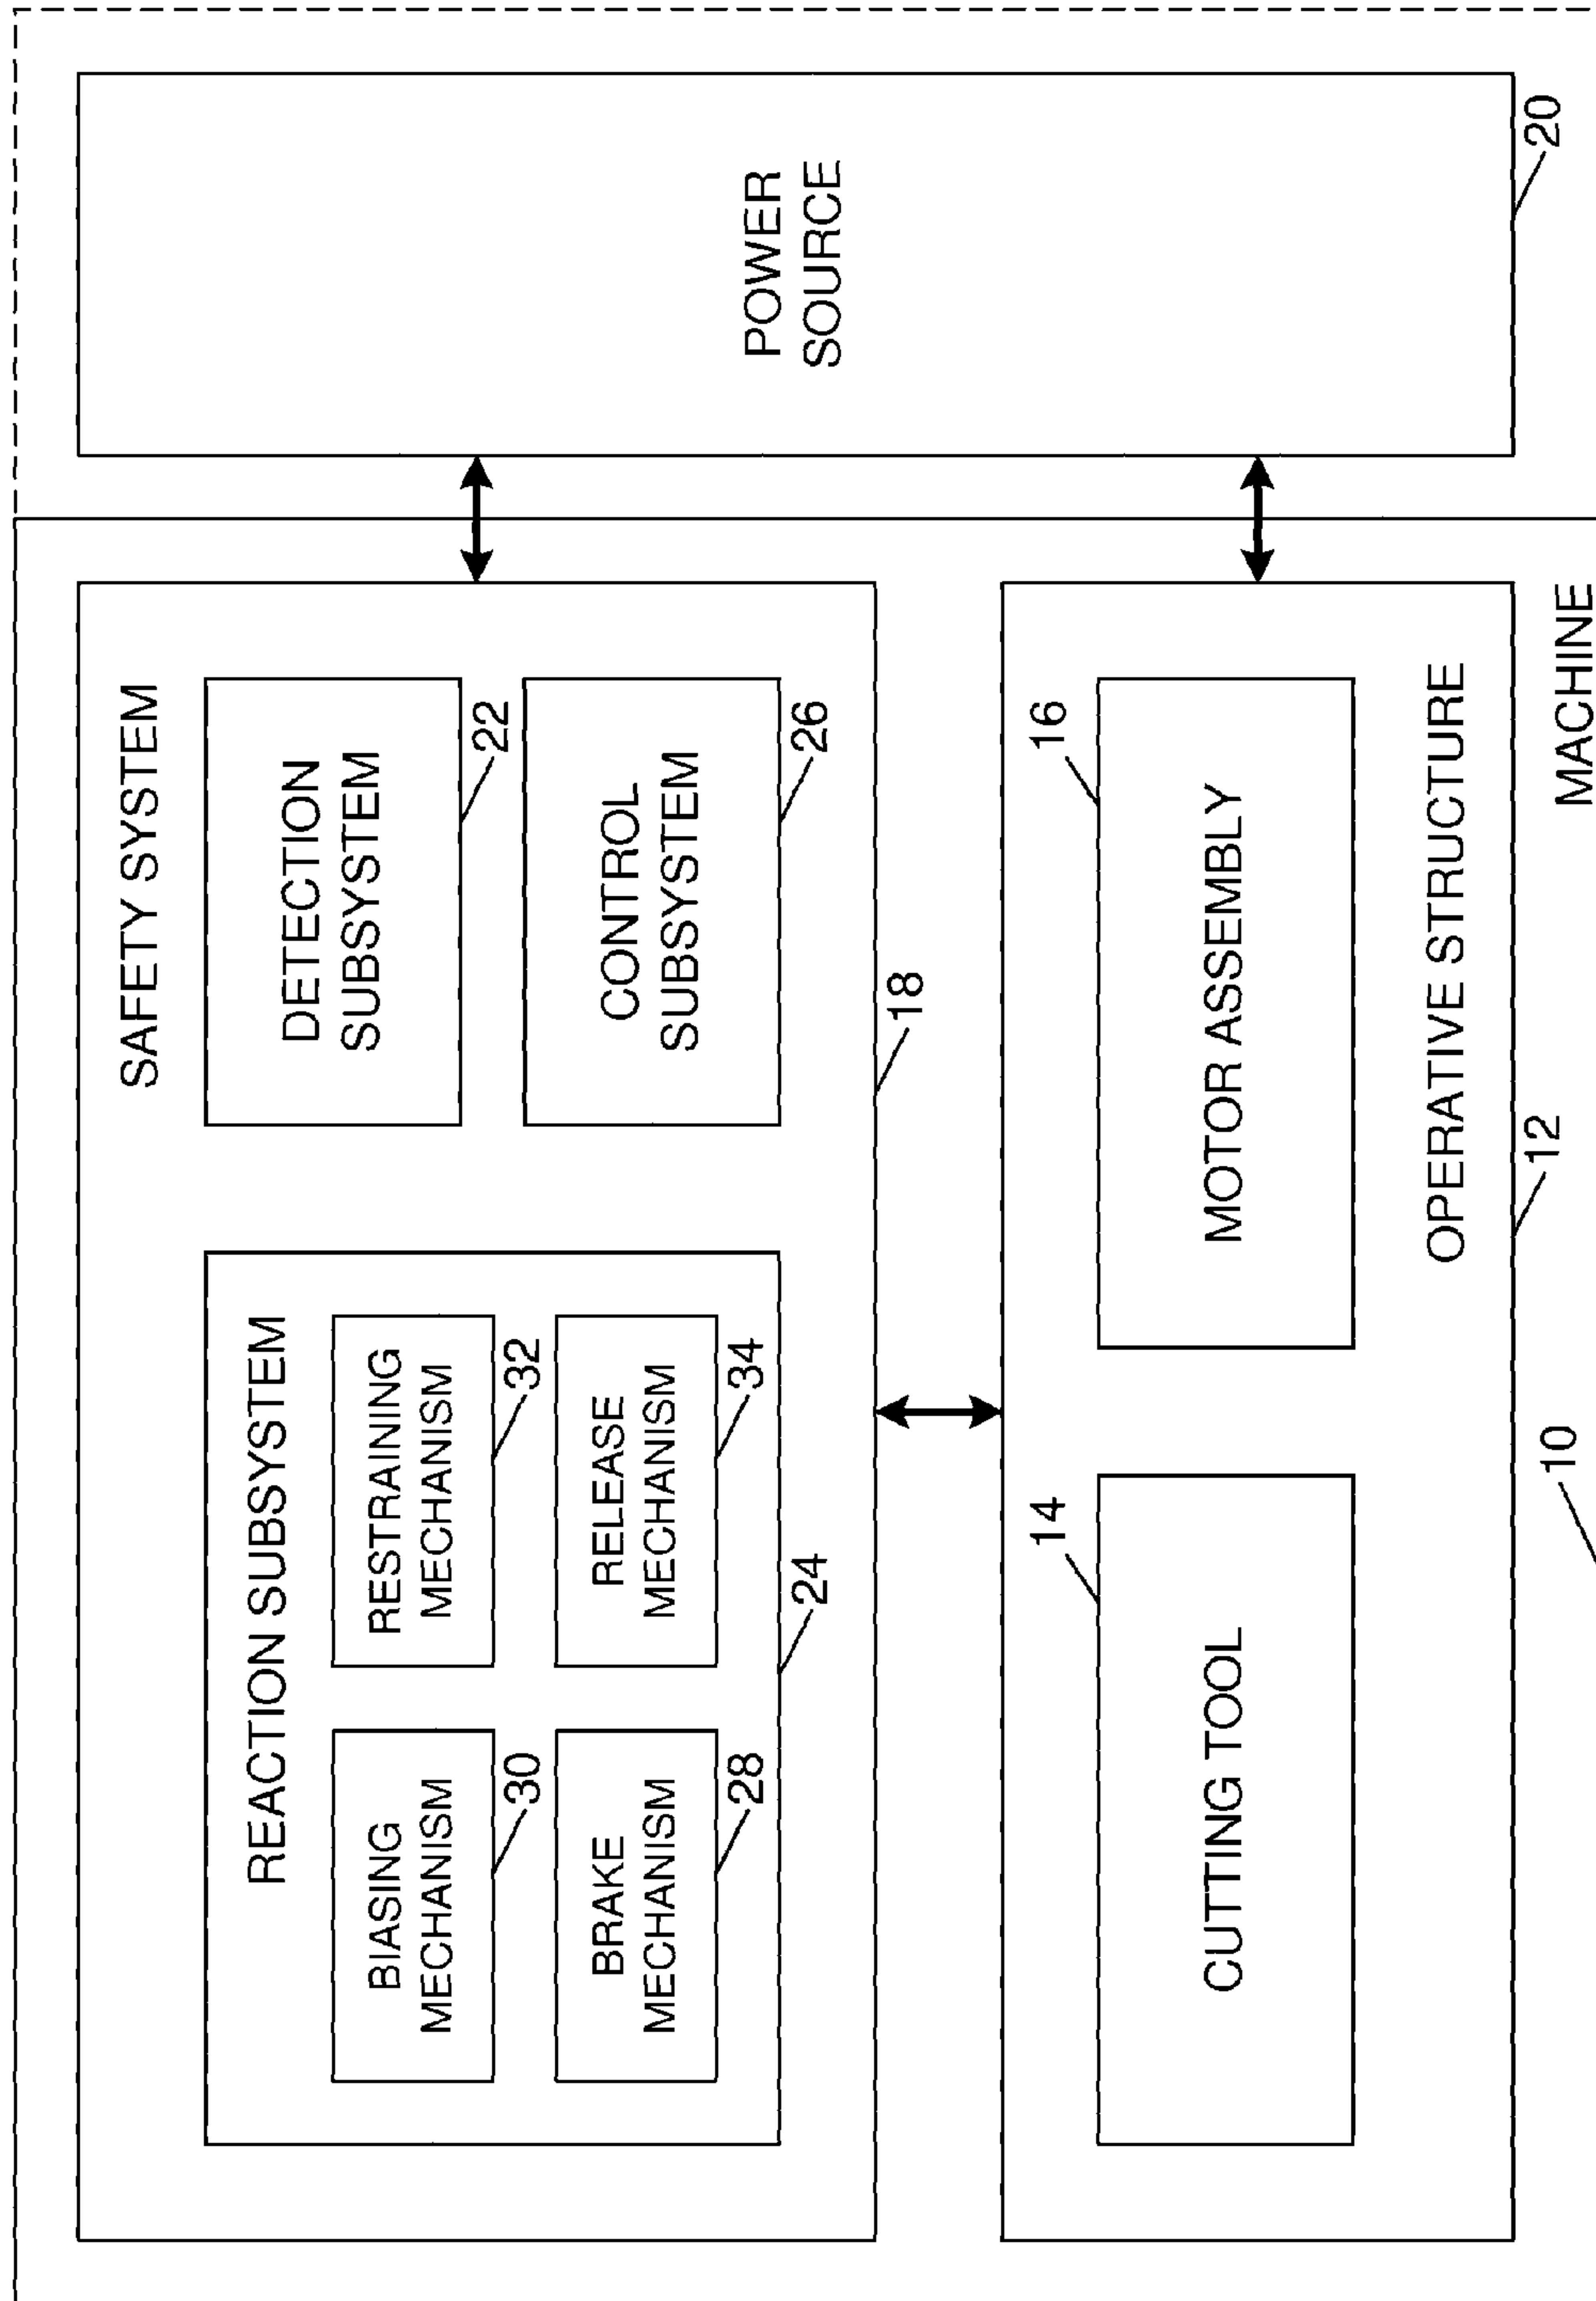 SAFETY SYSTEM
REACTION SUBSYSTEM
BIASING
MECHANISM
30
RESTRAINING
MECHANISM
32
BRAKE
MECHANISM
28
RELEASE
MECHANISM
34
24
DETECTION
SUBSYSTEM
22
CONTROL
SUBSYSTEM
26
18
14
CUTTING TOOL
16
MOTOR ASSEMBLY
OPERATIVE STRUCTURE
12
10
MACHINE
POWER
SOURCE
20